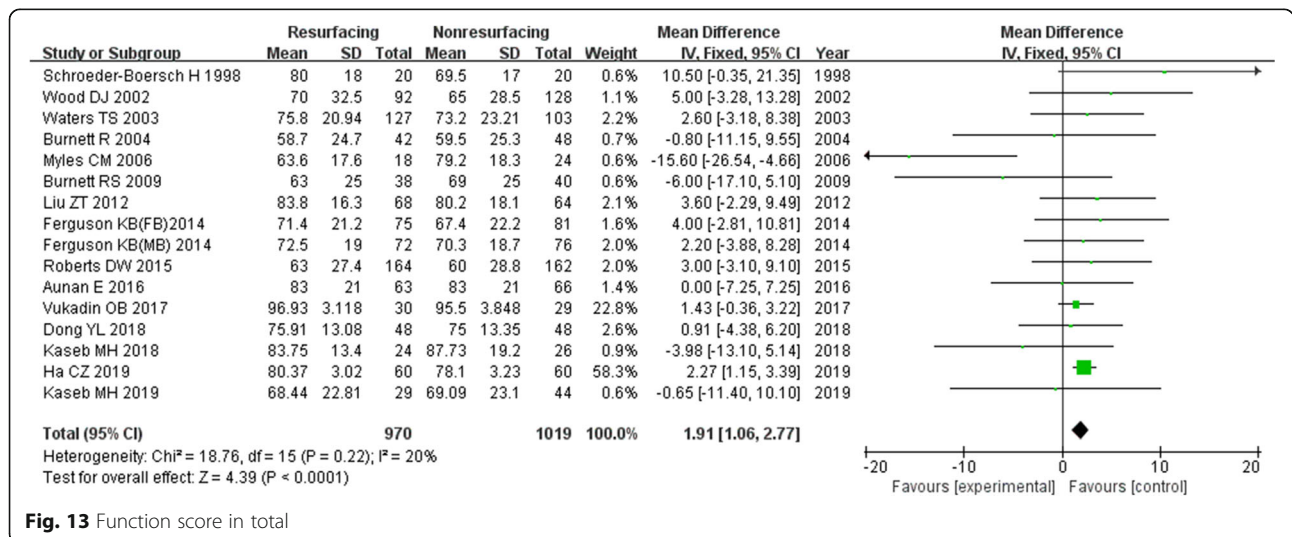 Resurfacing Nonresurfacing Mean Difference Mean Difference
Study or Subgroup Mean SD Total Mean SD Total Weight IV, Fixed, 95% CI Year IV, Fixed, 95% CI
Schroeder-Boersch H 1998 80 18 20 69.5 17 20 0.6% 10.50 [-0.35, 21.35] 1998
Wood DJ 2002 70 32.5 92 65 28.5 128 1.1% 5.00 [-3.28, 13.28] 2002
Waters TS 2003 75.8 20.94 127 73.2 23.21 103 2.2% 2.60 [-3.18, 8.38] 2003
Burnett R 2004 58.7 24.7 42 59.5 25.3 48 0.7% -0.80 [-11.15, 9.55] 2004
Myles CM 2006 63.6 17.6 18 79.2 18.3 24 0.6% -15.60 [-26.54, -4.66] 2006
Burnett RS 2009 63 25 38 69 25 40 0.6% -6.00 [-17.10, 5.10] 2009
Liu ZT 2012 83.8 16.3 68 80.2 18.1 64 2.1% 3.60 [-2.29, 9.49] 2012
Ferguson KB(FB)2014 71.4 21.2 75 67.4 22.2 81 1.6% 4.00 [-2.81, 10.81] 2014
Ferguson KB(MB) 2014 72.5 19 72 70.3 18.7 76 2.0% 2.20 [-3.88, 8.28] 2014
Roberts DW 2015 63 27.4 164 60 28.8 162 2.0% 3.00 [-3.10, 9.10] 2015
Aunan E 2016 83 21 63 83 21 66 1.4% 0.00 [-7.25, 7.25] 2016
Vukadin OB 2017 96.93 3.118 30 95.5 3.848 29 22.8% 1.43 [-0.36, 3.22] 2017
Dong YL 2018 75.91 13.08 48 75 13.35 48 2.6% 0.91 [-4.38, 6.20] 2018
Kaseb MH 2018 83.75 13.4 24 87.73 19.2 26 0.9% -3.98 [-13.10, 5.14] 2018
Ha CZ 2019 80.37 3.02 60 78.1 3.23 60 58.3% 2.27 [1.15, 3.39] 2019
Kaseb MH 2019 68.44 22.81 29 69.09 23.1 44 0.6% -0.65 [-11.40, 10.10] 2019
Total (95% CI) 970 1019 100.0% 1.91 [1.06, 2.77]
Heterogeneity: Chi² = 18.76, df = 15 (P = 0.22); I² = 20%
Test for overall effect: Z = 4.39 (P < 0.0001)
-20 -10 0 10 20
Favours [experimental] Favours [control]
Fig. 13 Function score in total